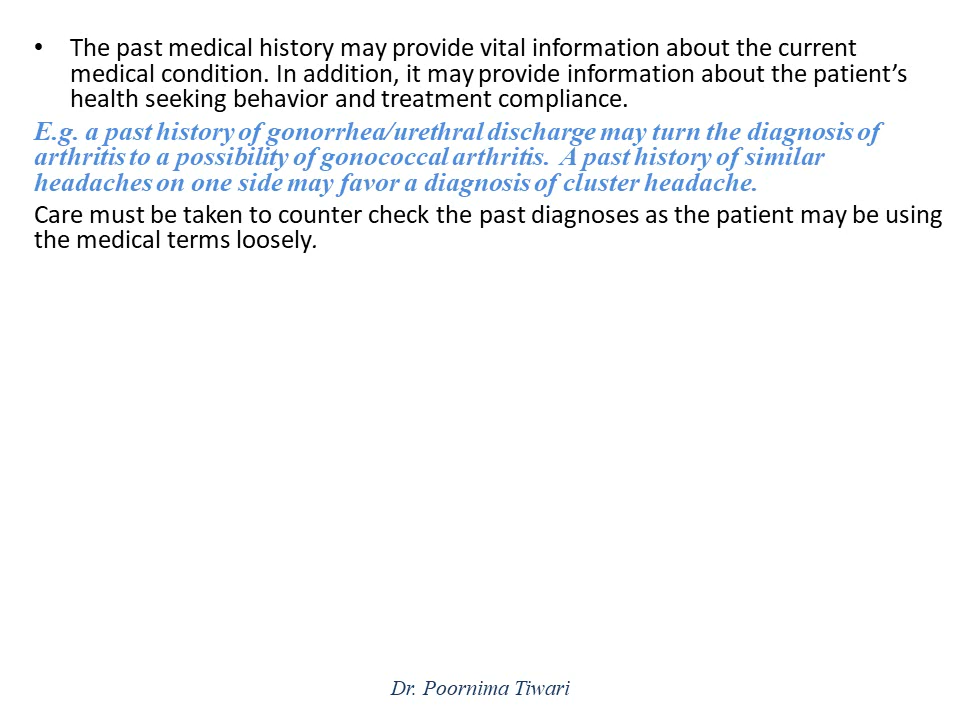 • The past medical history may provide vital information about the current
medical condition. In addition, it may provide information about the patient’s
health seeking behavior and treatment compliance.
E.g. a past history of gonorrhea/urethral discharge may turn the diagnosis of
arthritis to a possibility of gonococcal arthritis. A past history of similar
headaches on one side may favor a diagnosis of cluster headache.
Care must be taken to counter check the past diagnoses as the patient may be using
the medical terms loosely.
Dr. Poornima Tiwari